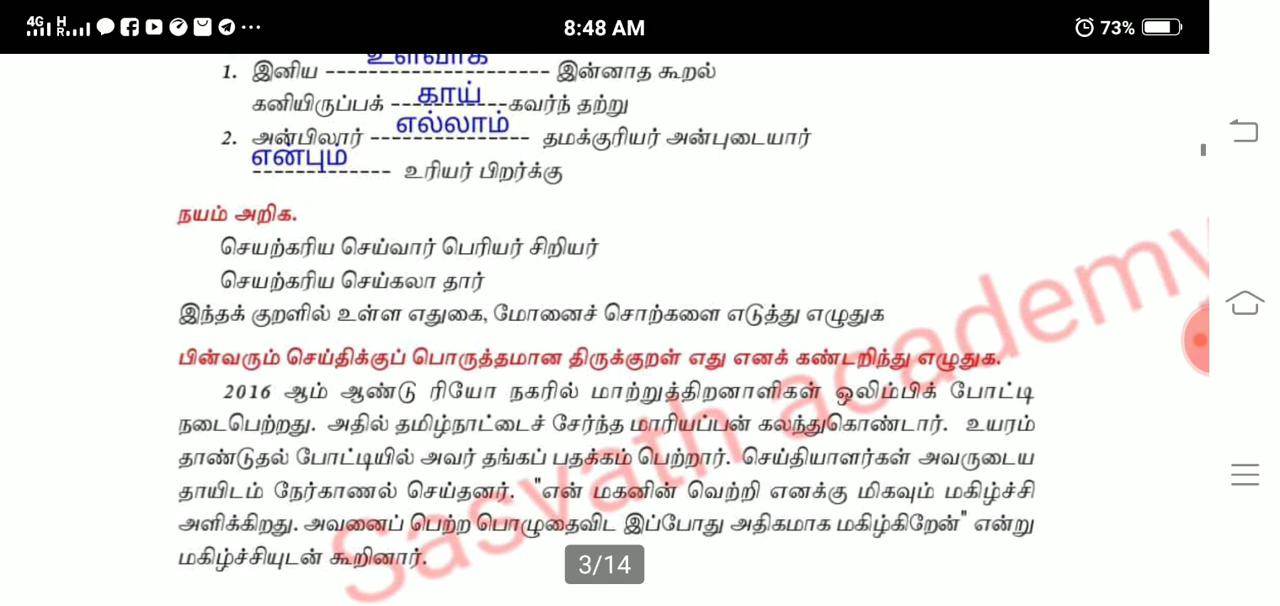 4G H R 8:48 AM 73%
உளவாக
1. இனிய --------------------- இன்னாத கூறல்
காய்
கனியிருப்பக் -----------கவர்ந் தற்று
எல்லாம்
2. அன்பிலார் --------------- தமக்குரியர் அன்புடையார்
என்பும்
------------- உரியர் பிறர்க்கு
நயம் அறிக.
செயற்கரிய செய்வார் பெரியர் சிறியர்
செயற்கரிய செய்கலா தார்
இந்தக் குறளில் உள்ள எதுகை, மோனைச் சொற்களை எடுத்து எழுதுக
பின்வரும் செய்திக்குப் பொருத்தமான திருக்குறள் எது எனக் கண்டறிந்து எழுதுக.
2016 ஆம் ஆண்டு ரியோ நகரில் மாற்றுத்திறனாளிகள் ஒலிம்பிக் போட்டி
நடைபெற்றது. அதில் தமிழ்நாட்டைச் சேர்ந்த மாரியப்பன் கலந்துகொண்டார். உயரம்
தாண்டுதல் போட்டியில் அவர் தங்கப் பதக்கம் பெற்றார். செய்தியாளர்கள் அவருடைய
தாயிடம் நேர்காணல் செய்தனர். "என் மகனின் வெற்றி எனக்கு மிகவும் மகிழ்ச்சி
அளிக்கிறது. அவனைப் பெற்ற பொழுதைவிட இப்போது அதிகமாக மகிழ்கிறேன்" என்று
மகிழ்ச்சியுடன் கூறினார்.
3/14
Sasvath academy